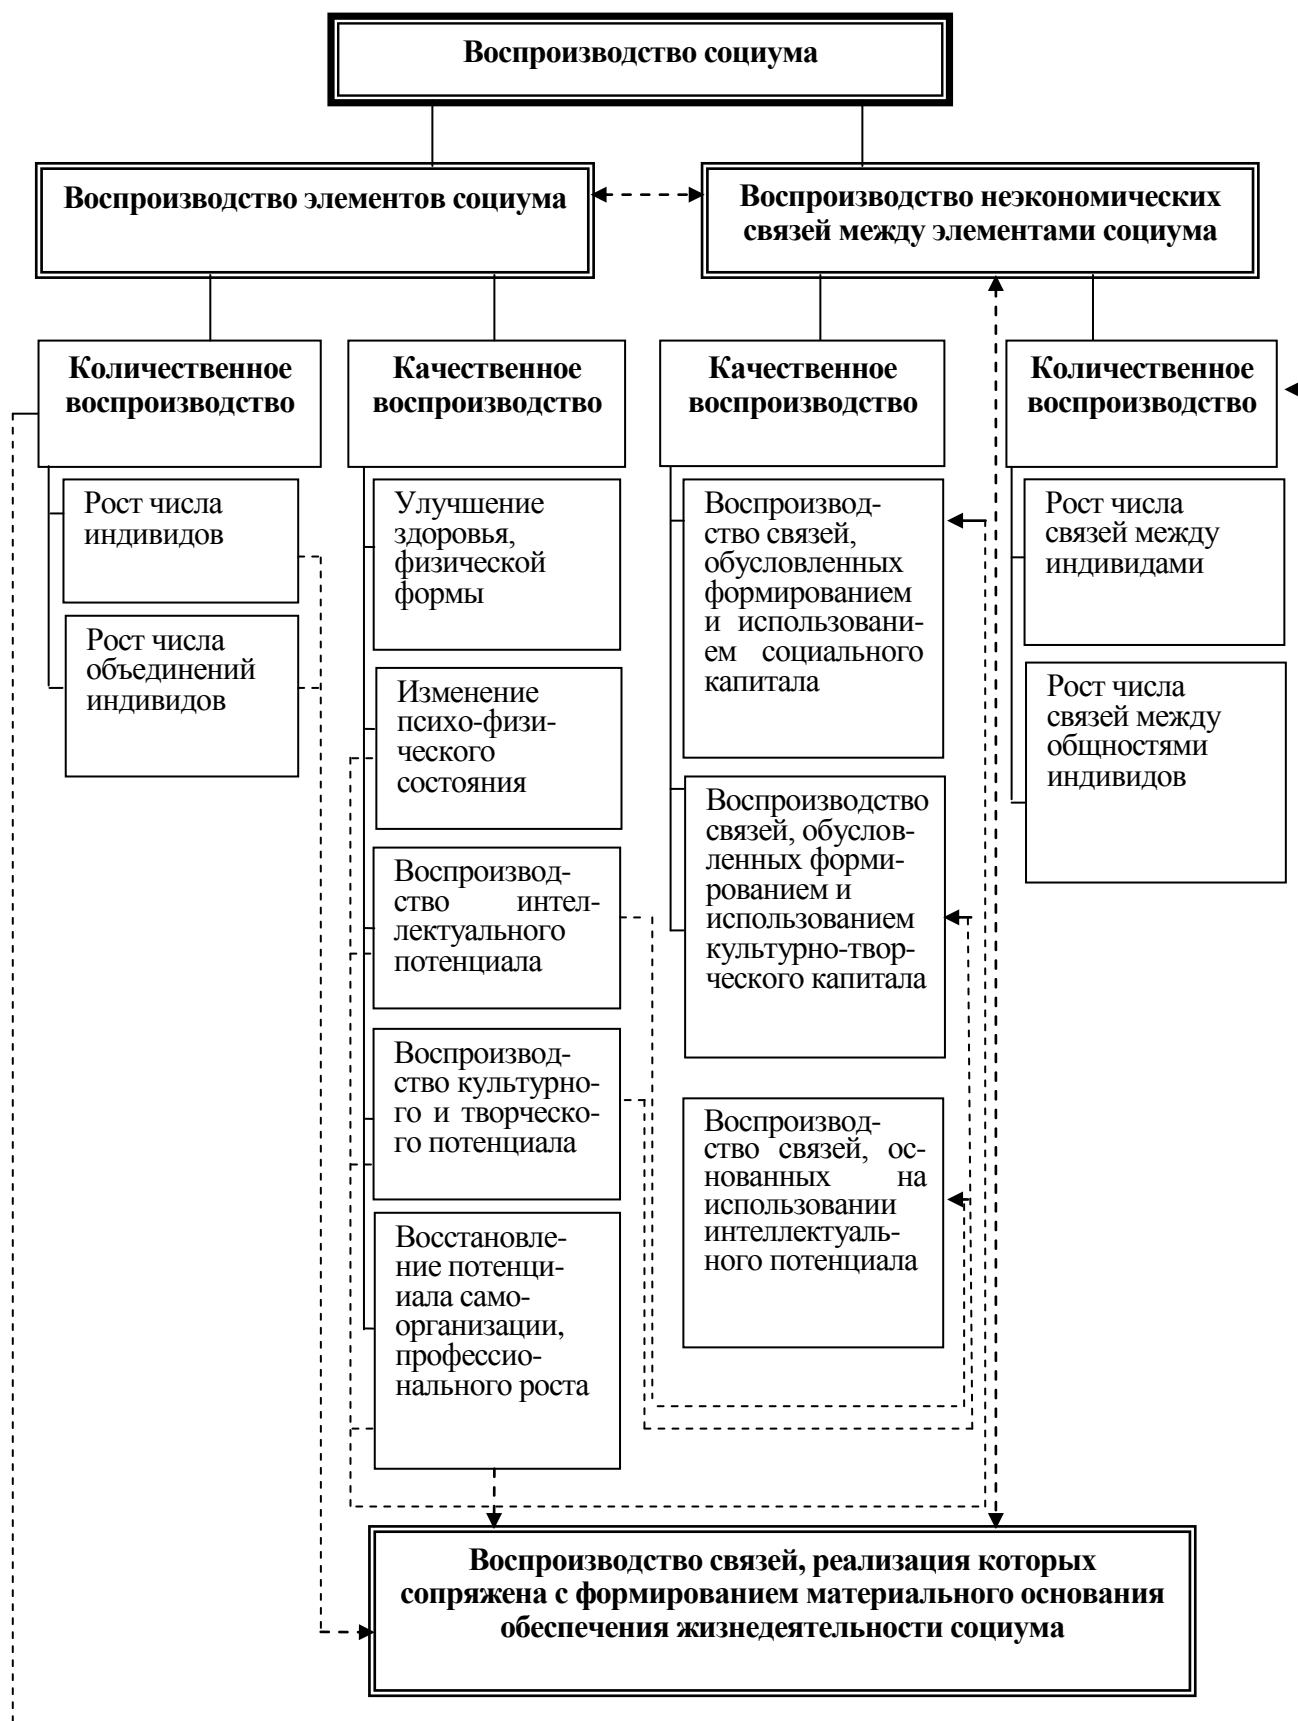 Воспроизводство социума
Воспроизводство элементов социума
Воспроизводство неэкономических
связей между элементами социума
Количественное
воспроизводство
Качественное
воспроизводство
Качественное
воспроизводство
Количественное
воспроизводство
Рост числа
индивидов
Рост числа
объединений
индивидов
Улучшение
здоровья,
физической
формы
Изменение
психо-физи-
ческого
состояния
Воспроизвод-
ство интел-
лектуального
потенциала
Воспроизвод-
ство культурно-
го и творческо-
го потенциала
Восстановле-
ние потенци-
иала само-
организации,
профессио-
нального роста
Воспроизвод-
ство связей,
обусловленных
формированием
и использовани-
ем социального
капитала
Воспроизводство
связей, обуслов-
ленных форми-
рованием и
использованием
культурно-твор-
ческого капитала
Воспроизвод-
ство связей, ос-
нованных на
использовании
интеллектуаль-
ного потенциала
Рост числа
связей между
индивидами
Рост числа
связей между
общностями
индивидов
Воспроизводство связей, реализация которых
сопряжена с формированием материального основания
обеспечения жизнедеятельности социума